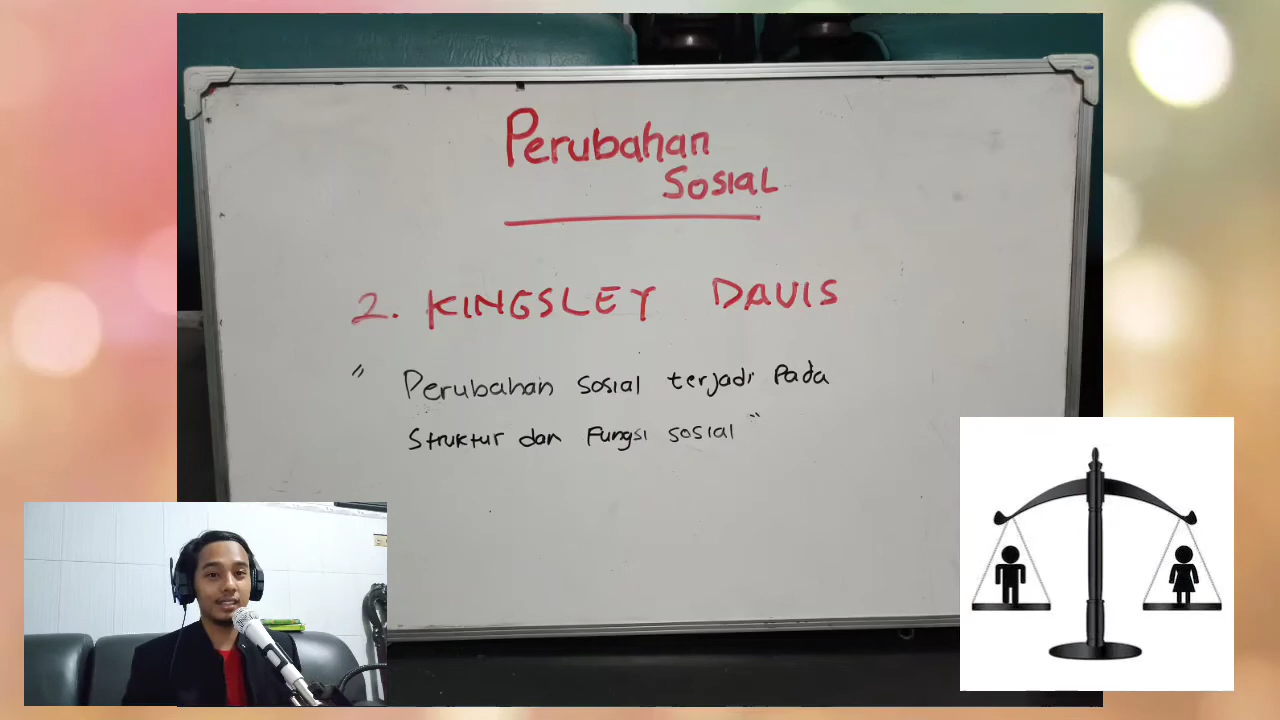 Perubahan
Sosial
2. KINGSLEY DAVIS
" Perubahan sosial terjadi pada
Struktur dan Fungsi sosial "